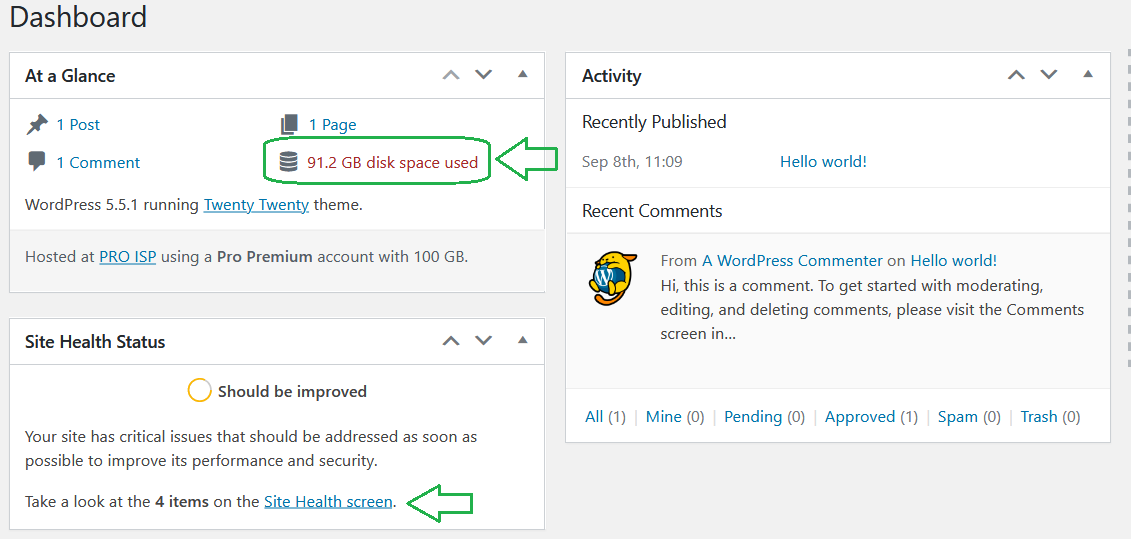 Dashboard
At a Glance
1 Post
1 Page
1 Comment
91.2 GB disk space used
WordPress 5.5.1 running Twenty Twenty theme.
Hosted at PRO ISP using a Pro Premium account with 100 GB.
Site Health Status
Should be improved
Your site has critical issues that should be addressed as soon as
possible to improve its performance and security.
Take a look at the 4 items on the Site Health screen.
Activity
Recently Published
Sep 8th, 11:09 Hello world!
Recent Comments
From A WordPress Commenter on Hello world!
Hi, this is a comment. To get started with moderating,
editing, and deleting comments, please visit the Comments
screen in...
All (1) | Mine (0) | Pending (0) | Approved (1) | Spam (0) | Trash (0)